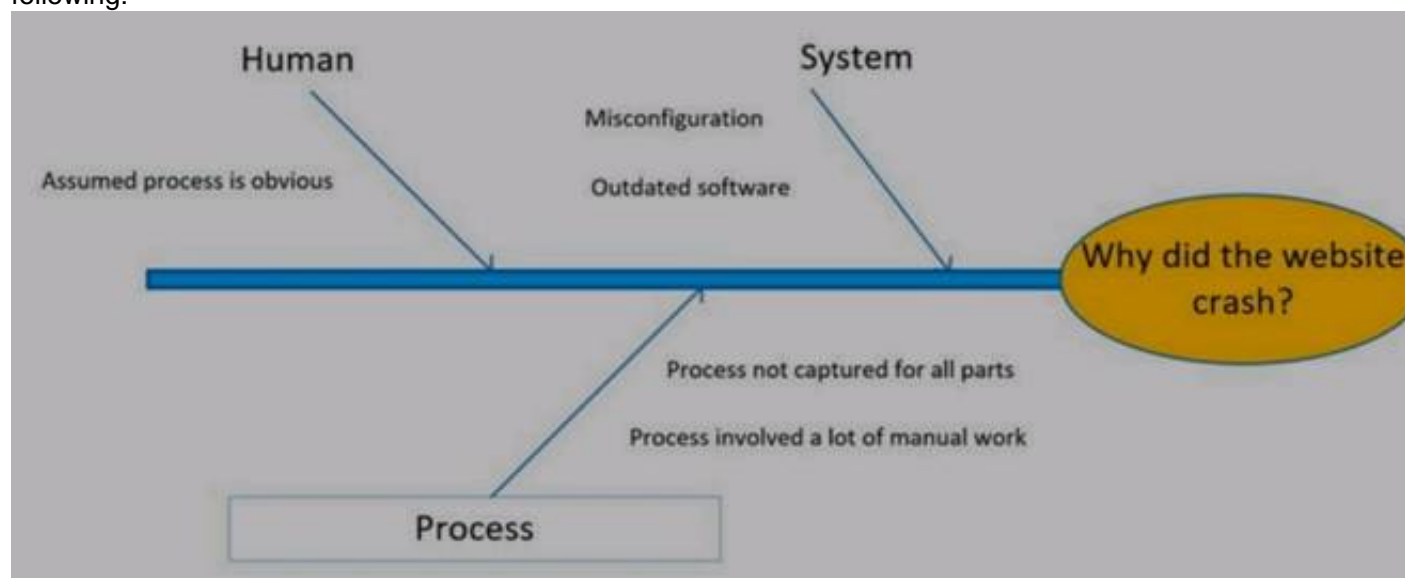 following:
Human
System
Misconfiguration
Assumed process is obvious
Outdated software
Why did the website
crash?
Process not captured for all parts
Process involved a lot of manual work
Process